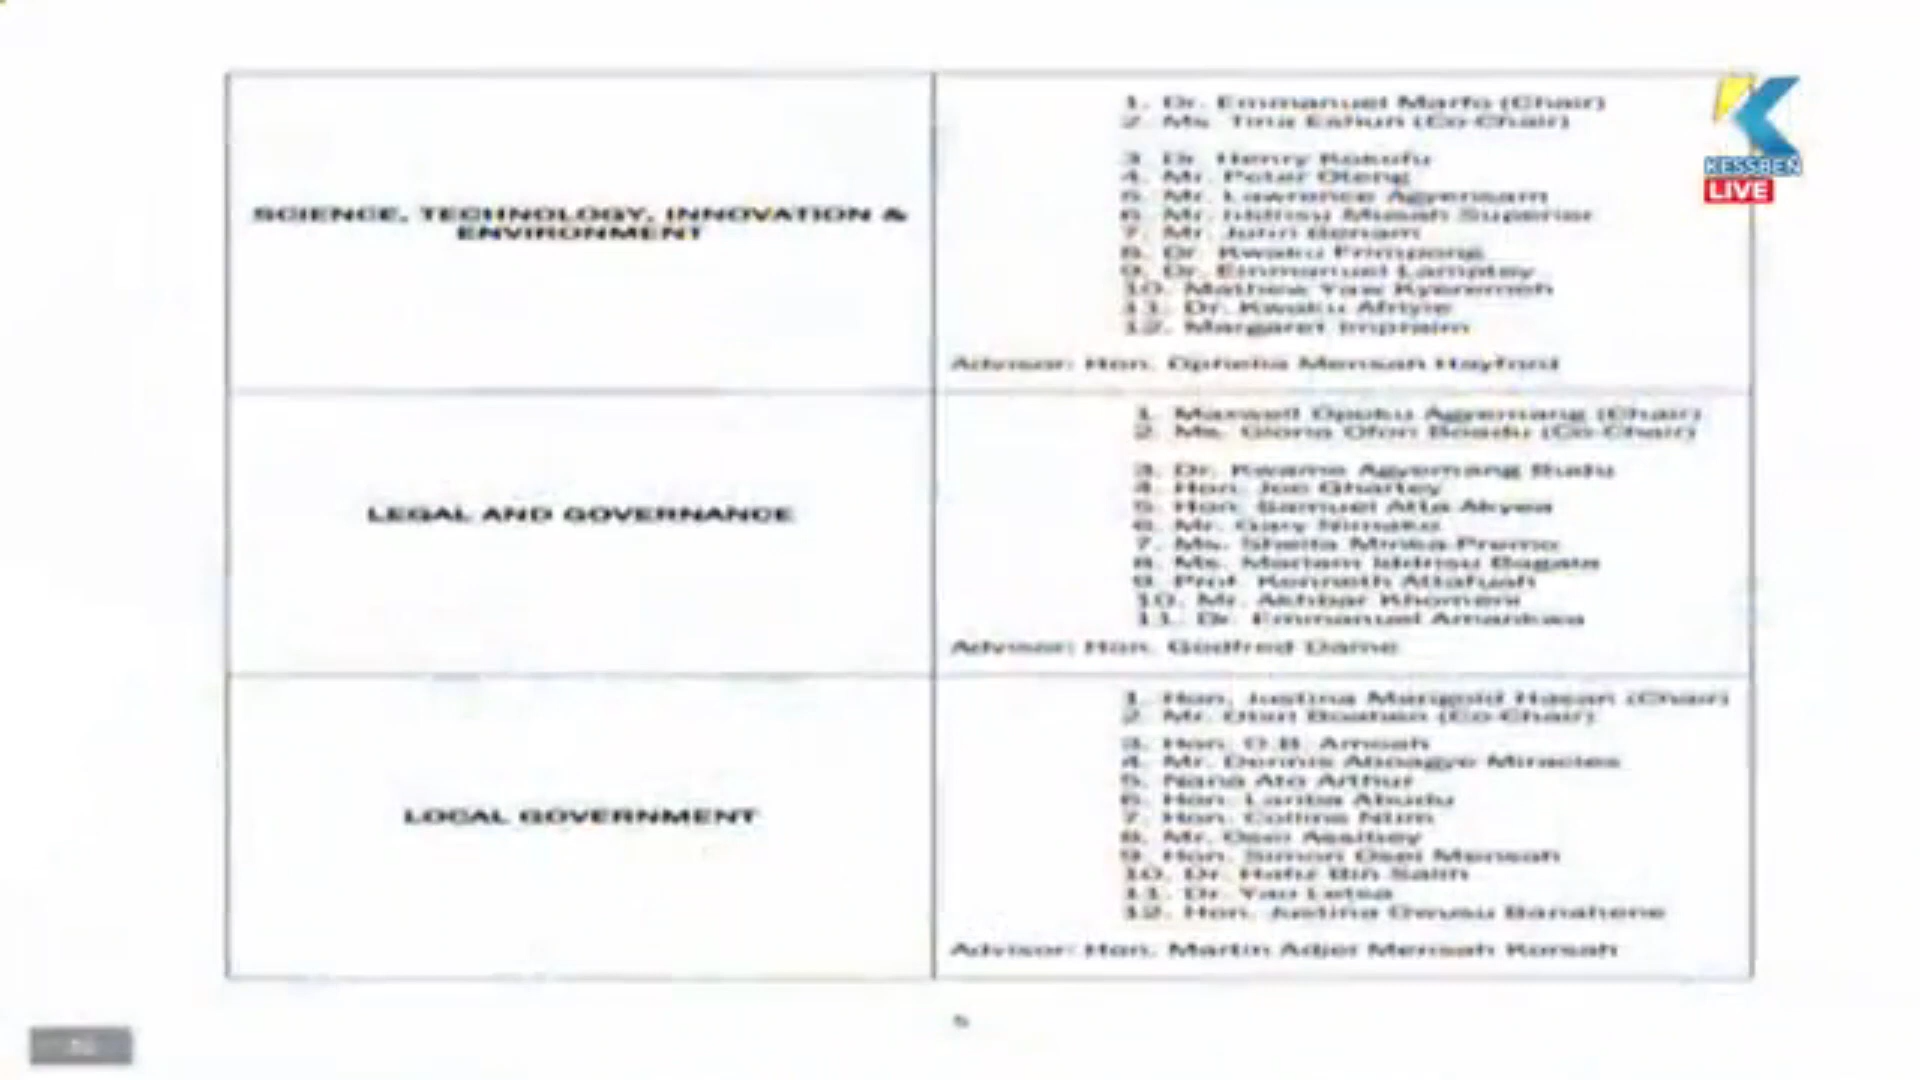 KESSBEN
LIVE
SCIENCE, TECHNOLOGY, INNOVATION &
ENVIRONMENT
1. Dr. Emmanuel Marfo (Chair)
2. Ms. Tina Eshun (Co-Chair)
3. Dr. Henry Kokofu
4. Mr. Peter Oteng
5. Mr. Lawrence Agyensam
6. Mr. Iddrisu Musah Superior
7. Mr. John Benam
8. Dr. Kwaku Frimpong
9. Dr. Emmanuel Lamptey
10. Mathew Yaw Kyeremeh
11. Dr. Kwaku Afriyie
12. Margaret Impraim
Advisor: Hon. Ophelia Mensah Hayford
LEGAL AND GOVERNANCE
1. Maxwell Opoku Agyemang (Chair)
2. Ms. Gloria Ofori Boadu (Co-Chair)
3. Dr. Kwame Agyemang Budu
4. Hon. Joe Ghartey
5. Hon. Samuel Atta Akyea
6. Mr. Gary Nimako
7. Ms. Sheila Minka-Premo
8. Ms. Mariam Iddrisu
9. Prof. Kenneth Attafuah
10. Mr. Akhbar Khomeni
11. Dr. Emmanuel Amankwa
Advisor: Hon. Godfred Dame
LOCAL GOVERNMENT
1. Hon. Justina Marigold Hasan (Chair)
2. Mr. Boahen (Co-Chair)
3. Hon. O.B. Amoah
4. Mr. Dennis Aboagye Miracles
5. Nana Ato Arthur
6. Hon. Lariba Abudu
7. Hon. Collins Ntim
8. Mr. Osei Assibey
9. Hon. Simon Osei Mensah
10. Dr. Hafiz Bin Salih
11. Dr. Yao Letsa
12. Hon. Justina Owusu Banahene
Advisor: Hon. Martin Adjei Mensah Korsah